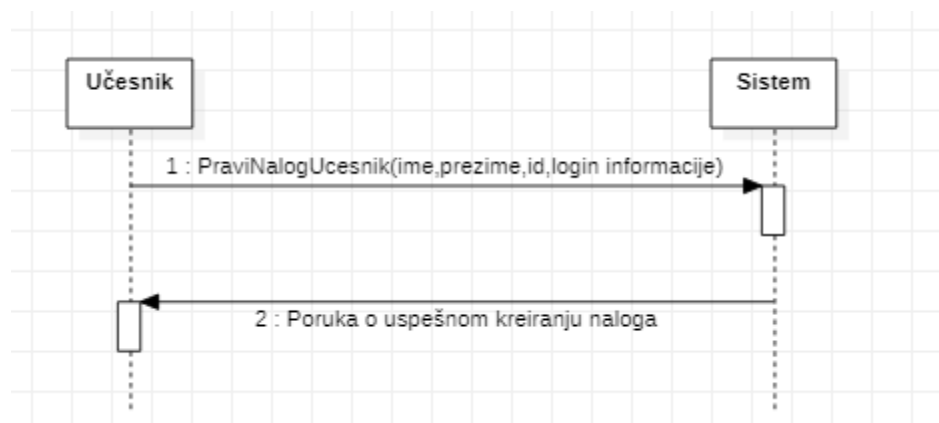 Učesnik
Sistem
1 : PraviNalogUcesnik(ime,prezime,id,login informacije)
2 : Poruka o uspešnom kreiranju naloga